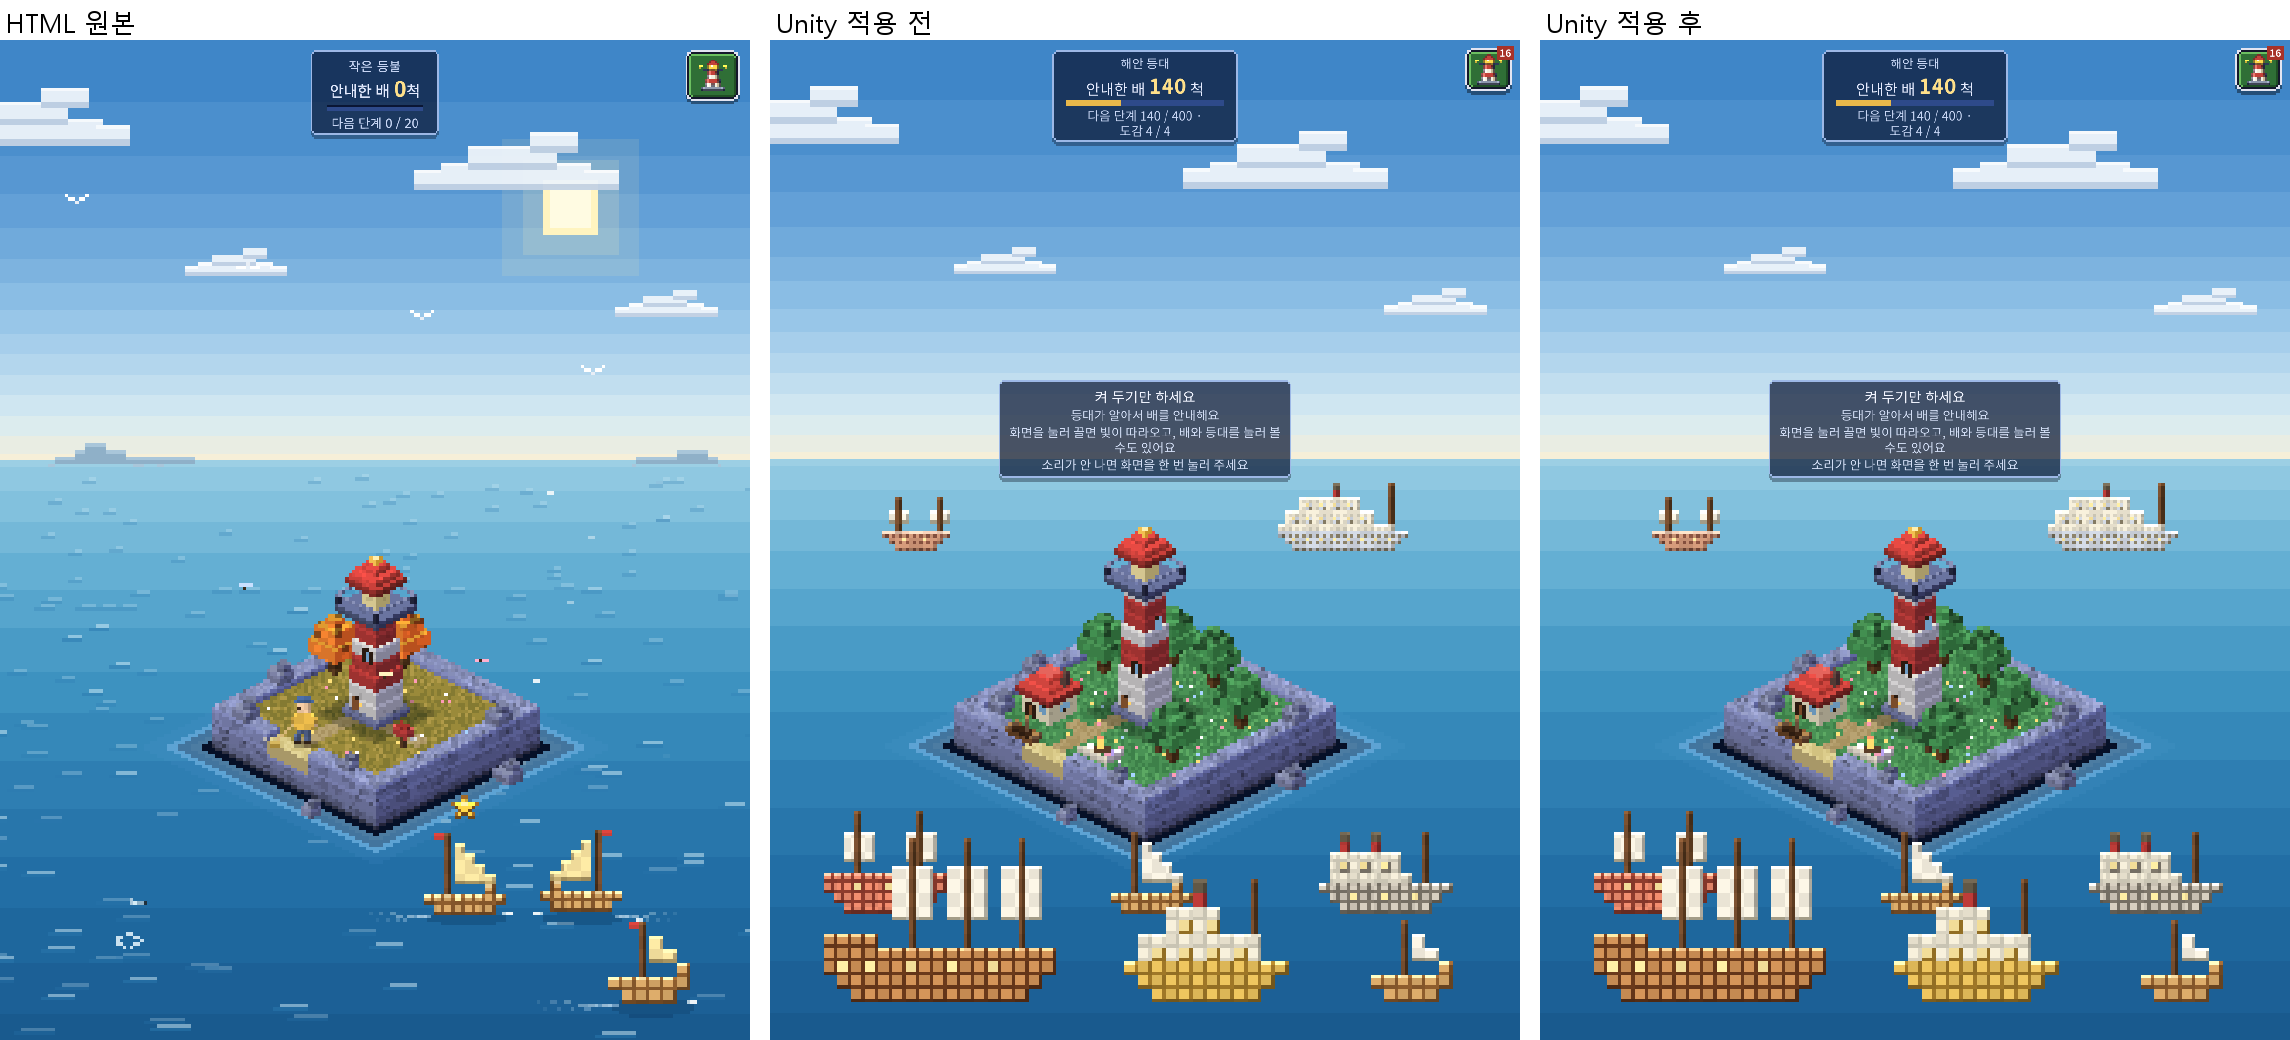 HTML 원본
작은 등불
안내한 배 0척
다음 단계 0 / 20
Unity 적용 전
해안 등대
안내한 배 140 척
다음 단계 140 / 400 ·
도감 4 / 4
16
켜 두기만 하세요
등대가 알아서 배를 안내해요
화면을 눌러 끌면 빛이 따라오고, 배와 등대를 눌러 볼
수도 있어요
소리가 안 나면 화면을 한 번 눌러 주세요
Unity 적용 후
해안 등대
안내한 배 140 척
다음 단계 140 / 400 ·
도감 4 / 4
16
켜 두기만 하세요
등대가 알아서 배를 안내해요
화면을 눌러 끌면 빛이 따라오고, 배와 등대를 눌러 볼
수도 있어요
소리가 안 나면 화면을 한 번 눌러 주세요